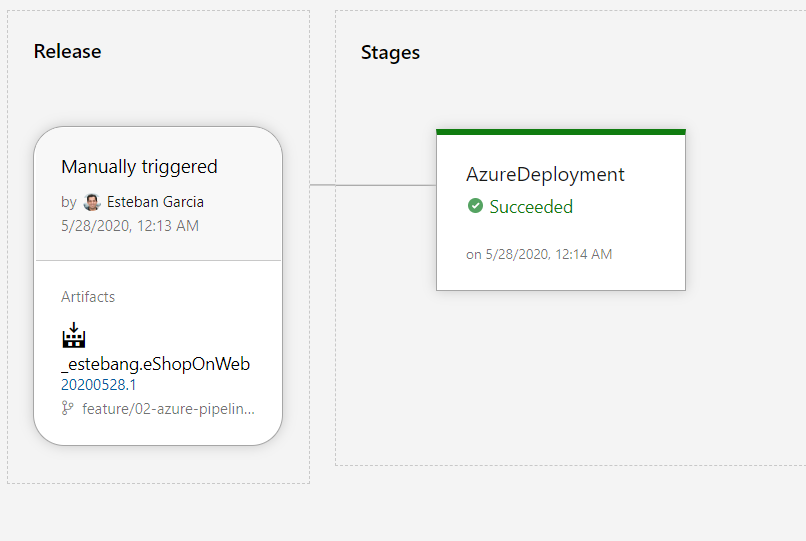 Release
Manually triggered
by Esteban Garcia
5/28/2020, 12:13 AM
Artifacts
_estebang.eShopOnWeb
20200528.1
feature/02-azure-pipelin...
Stages
AzureDeployment
Succeeded
on 5/28/2020, 12:14 AM